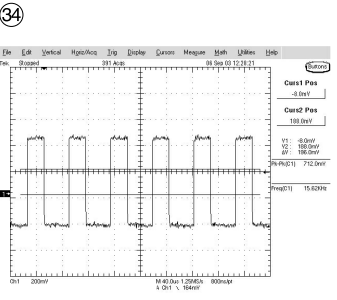 34
File Edit Vertical Horiz/Acq Trig Display Cursors Measure Math Utilities Help
Tek Stopped 391 Acqs 06 Sep 03 12:28:21
Buttons
Curs1 Pos
-8.0mV
Curs2 Pos
188.0mV
V1: -8.0mV
V2: 188.0mV
ΔV: 196.0mV
Pk-Pk(C1) 712.0mV
Freq(C1) 15.62KHz
1
Ch1 200mV M 40.0us 1.25MS/s 800ns/pt
A Ch1 \ 164mV